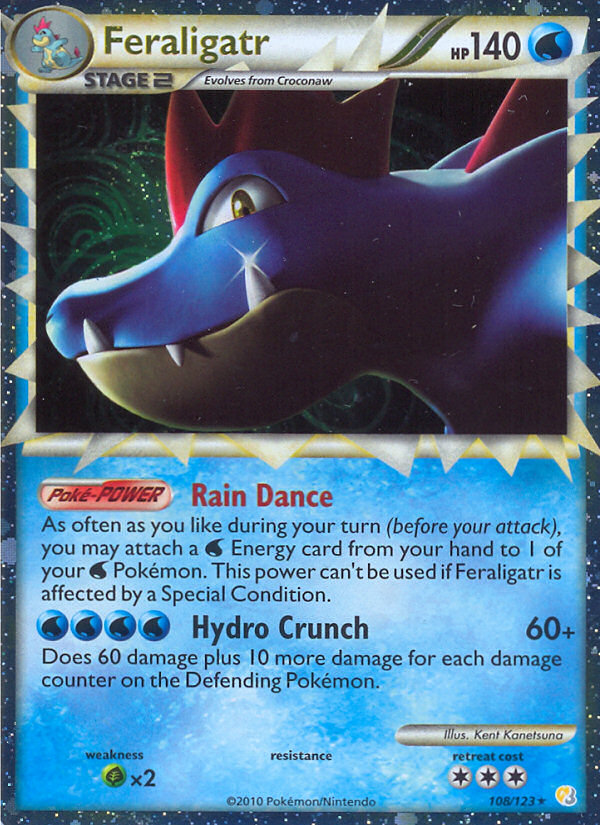 Feraligatr
HP 140
STAGE 2
Evolves from Croconaw
Poké-POWER Rain Dance
As often as you like during your turn (before your attack),
you may attach a Energy card from your hand to 1 of
your Pokémon. This power can't be used if Feraligatr is
affected by a Special Condition.
Hydro Crunch 60+
Does 60 damage plus 10 more damage for each damage
counter on the Defending Pokémon.
Illus. Kent Kanetsuna
weakness resistance retreat cost
×2
©2010 Pokémon/Nintendo
108/123★